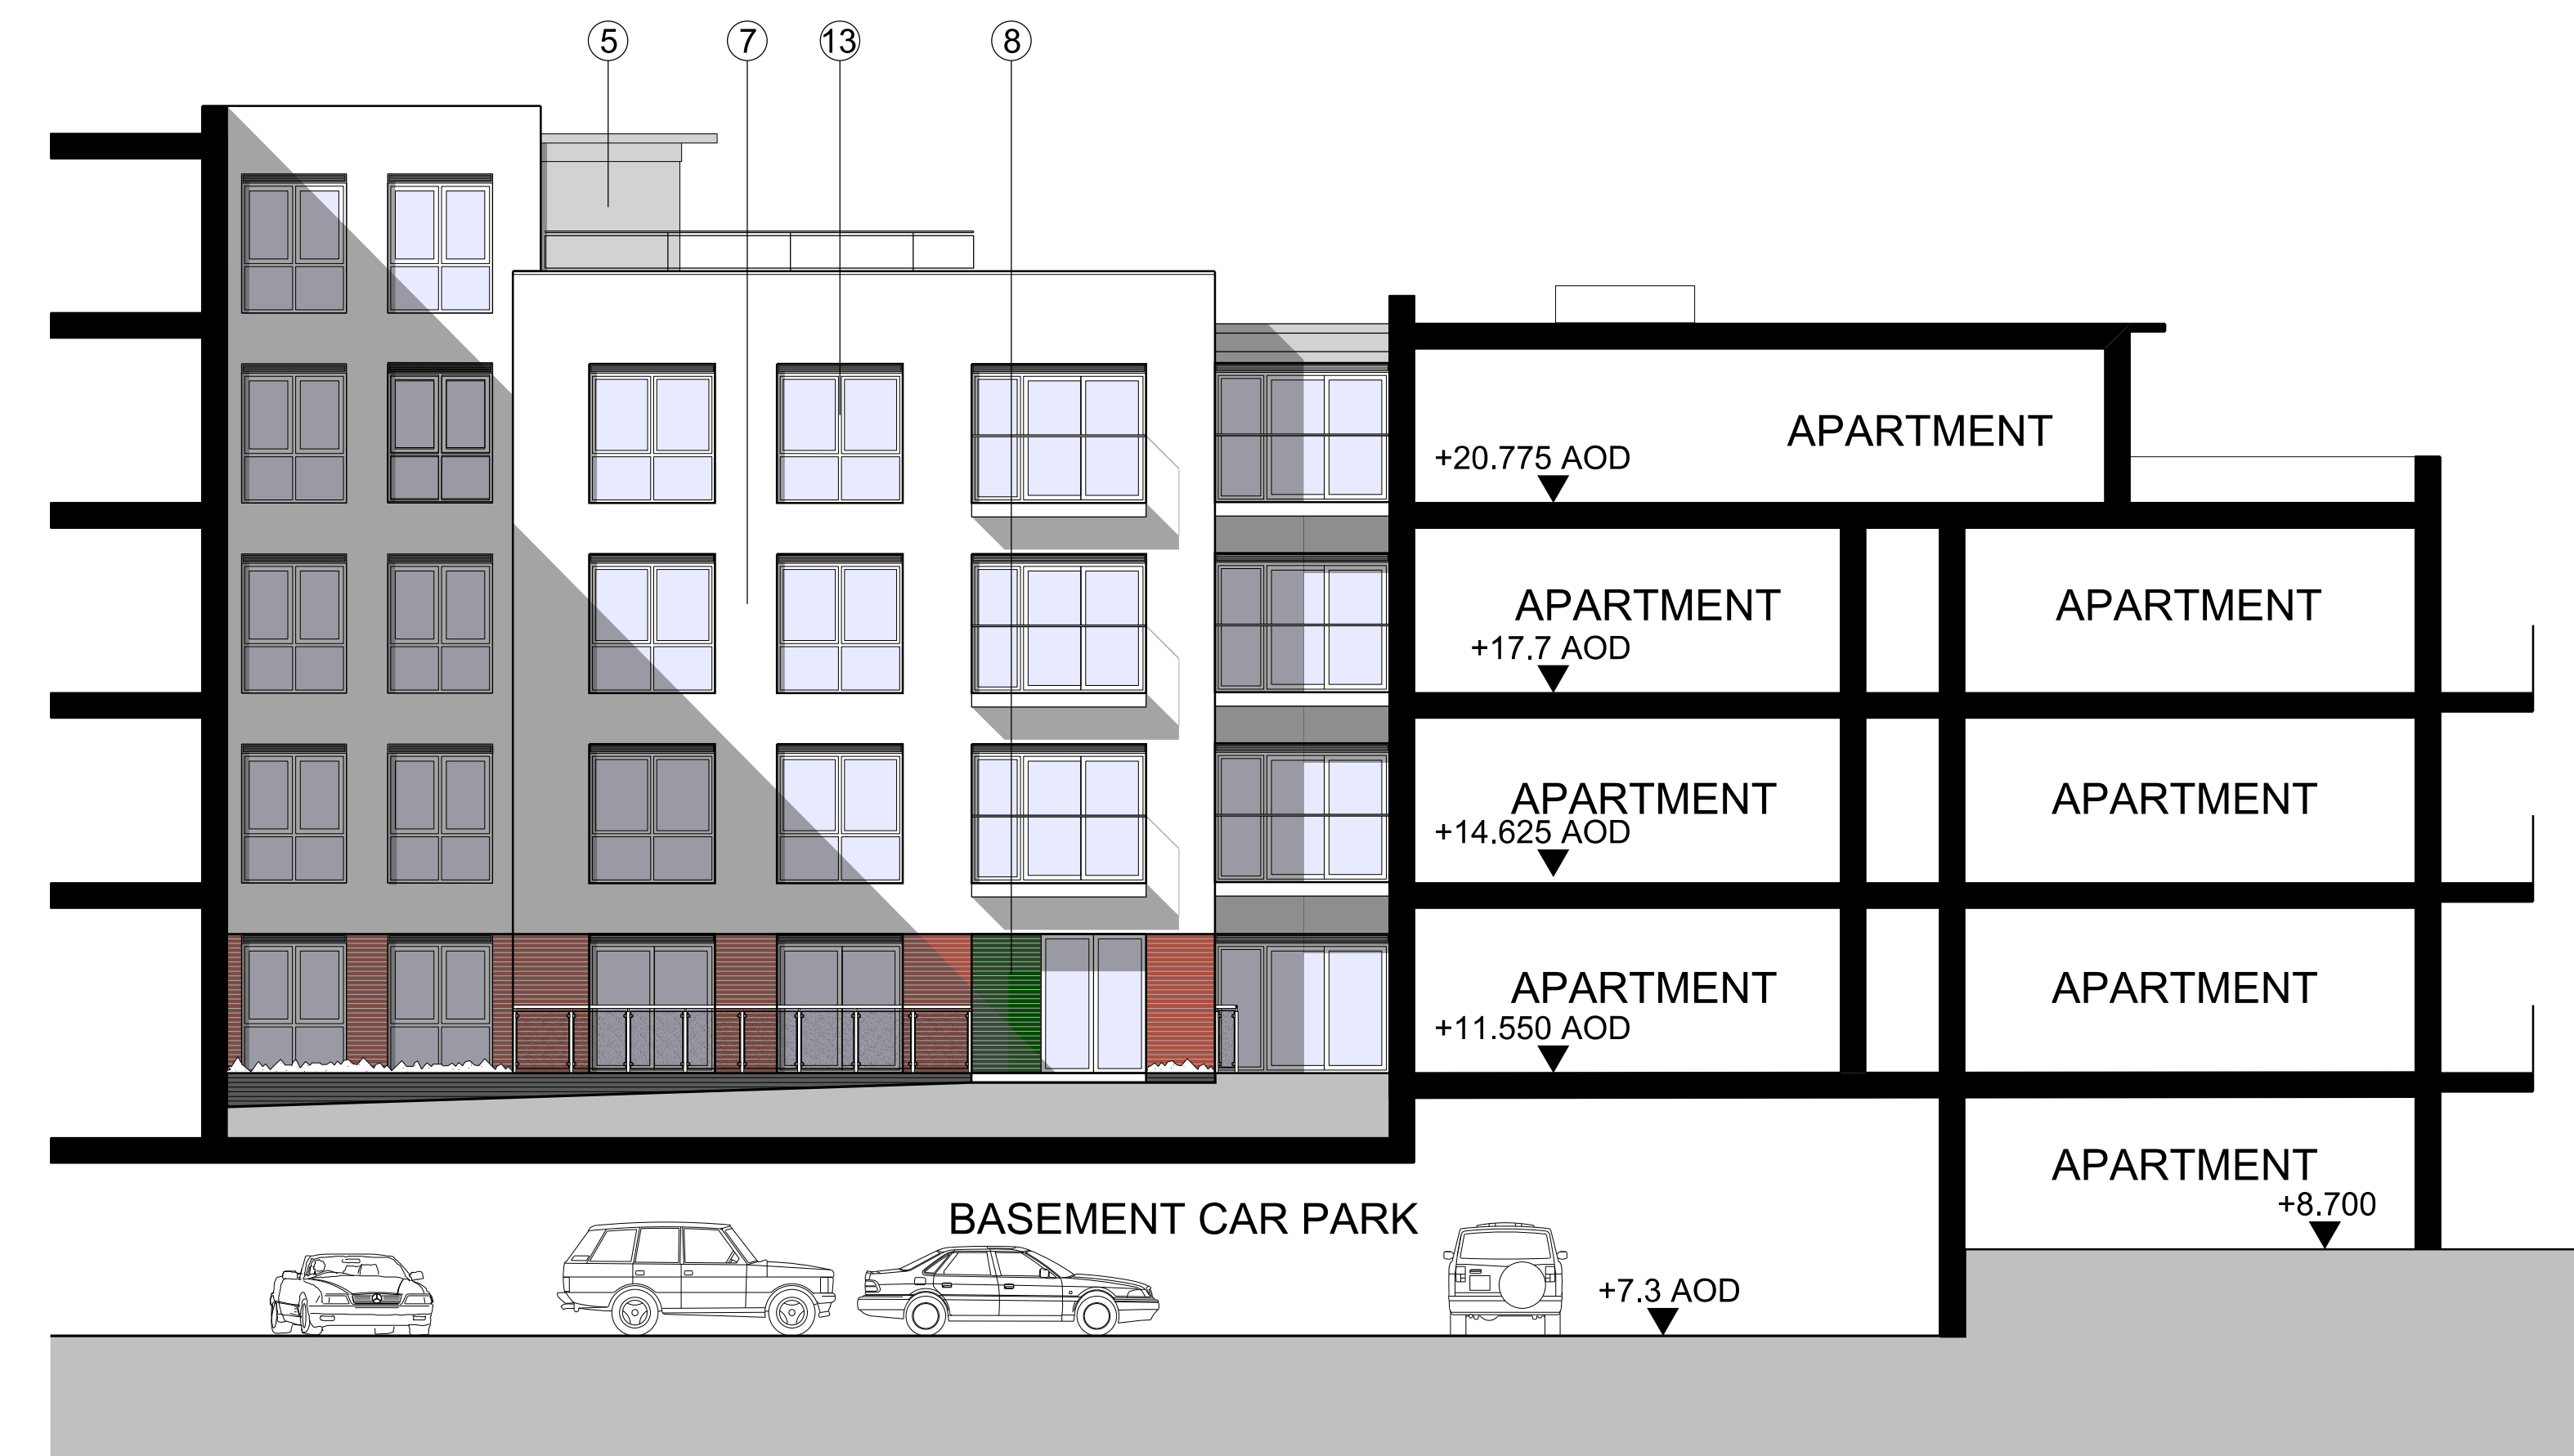 5 7 13 8
APARTMENT
+20.775 AOD
APARTMENT APARTMENT
+17.7 AOD
APARTMENT APARTMENT
+14.625 AOD
APARTMENT APARTMENT
+11.550 AOD
APARTMENT
+8.700
BASEMENT CAR PARK
+7.3 AOD